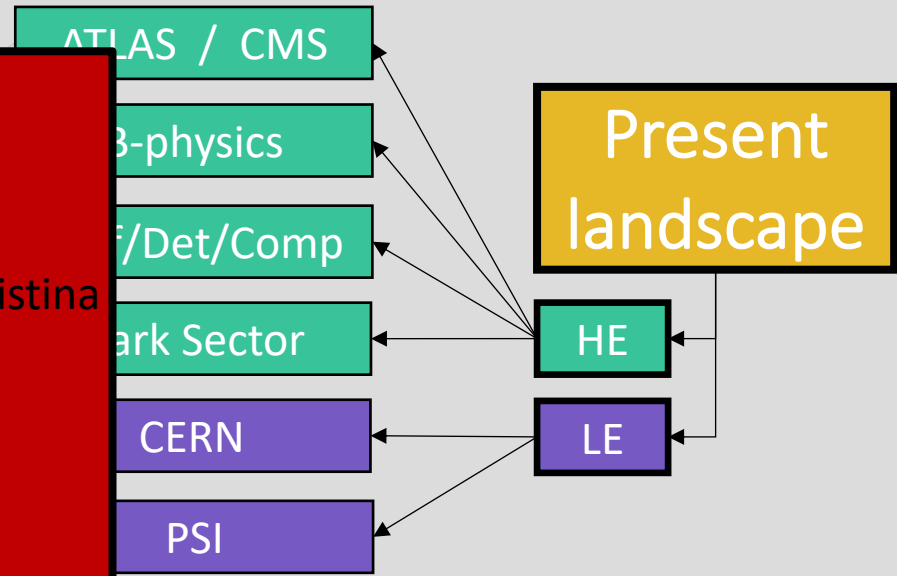 ATLAS / CMS
B-physics
f/Det/Comp
istina
ark Sector
CERN
PSI
Present
landscape
HE
LE